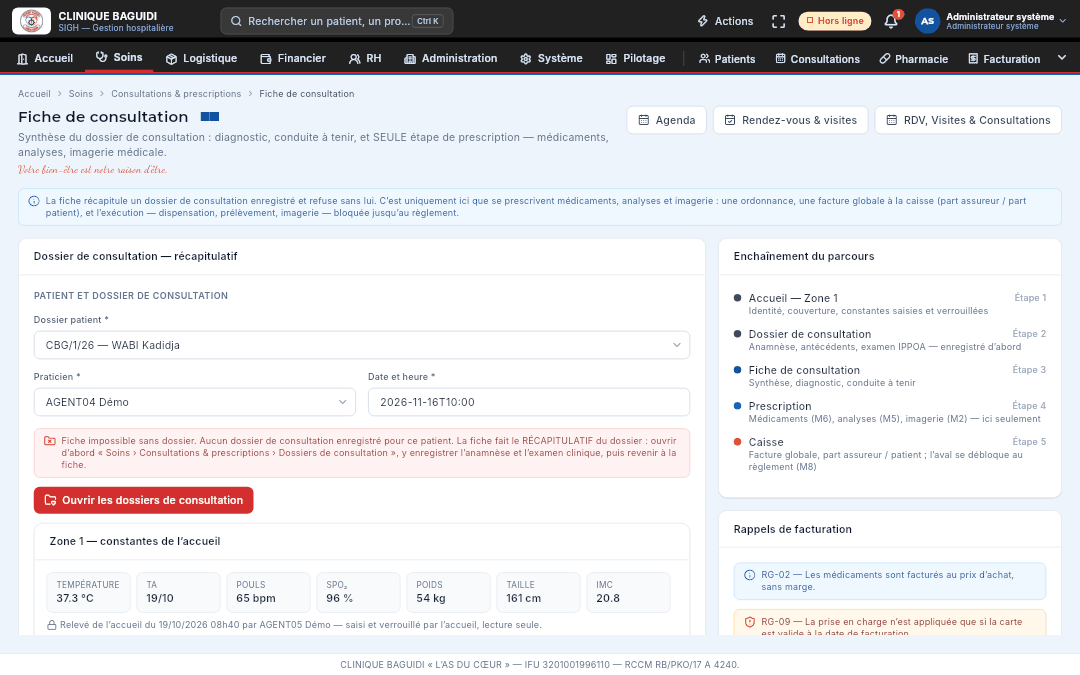 CLINIQUE BAGUIDI
SIGH — Gestion hospitalière
Rechercher un patient, un pro... Ctrl K
Actions
Hors ligne
1
AS
Administrateur système
Administrateur système
Accueil
Soins
Logistique
Financier
RH
Administration
Système
Pilotage
Patients
Consultations
Pharmacie
Facturation
Accueil > Soins > Consultations & prescriptions > Fiche de consultation
Fiche de consultation
Synthèse du dossier de consultation : diagnostic, conduite à tenir, et SEULE étape de prescription — médicaments,
analyses, imagerie médicale.
Votre bien-être est notre raison d'être.
Agenda
Rendez-vous & visites
RDV, Visites & Consultations
La fiche récapitule un dossier de consultation enregistré et refuse sans lui. C'est uniquement ici que se prescrivent médicaments, analyses et imagerie : une ordonnance, une facture globale à la caisse (part assureur / part
patient), et l'exécution — dispensation, prélèvement, imagerie — bloquée jusqu'au règlement.
Dossier de consultation — récapitulatif
PATIENT ET DOSSIER DE CONSULTATION
Dossier patient *
CBG/1/26 — WABI Kadidja
Praticien *
Date et heure *
AGENT04 Démo
2026-11-16T10:00
Fiche impossible sans dossier. Aucun dossier de consultation enregistré pour ce patient. La fiche fait le RÉCAPITULATIF du dossier : ouvrir
d'abord « Soins › Consultations & prescriptions › Dossiers de consultation », y enregistrer l'anamnèse et l'examen clinique, puis revenir à la
fiche.
Ouvrir les dossiers de consultation
Zone 1 — constantes de l'accueil
TEMPÉRATURE
37.3 °C
TA
19/10
POULS
65 bpm
SPO₂
96 %
POIDS
54 kg
TAILLE
161 cm
IMC
20.8
Relevé de l'accueil du 19/10/2026 08h40 par AGENT05 Démo — saisi et verrouillé par l'accueil, lecture seule.
Enchaînement du parcours
Accueil — Zone 1
Étape 1
Identité, couverture, constantes saisies et verrouillées
Dossier de consultation
Étape 2
Anamnèse, antécédents, examen IPPOA — enregistré d'abord
Fiche de consultation
Étape 3
Synthèse, diagnostic, conduite à tenir
Prescription
Étape 4
Médicaments (M6), analyses (M5), imagerie (M2) — ici seulement
Caisse
Étape 5
Facture globale, part assureur / patient ; l'aval se débloque au
règlement (M8)
Rappels de facturation
RG-02 — Les médicaments sont facturés au prix d'achat,
sans marge.
RG-09 — La prise en charge n'est appliquée que si la carte
est valide à la date de facturation.
CLINIQUE BAGUIDI « L'AS DU CŒUR » — IFU 3201001996110 — RCCM RB/PKO/17 A 4240.